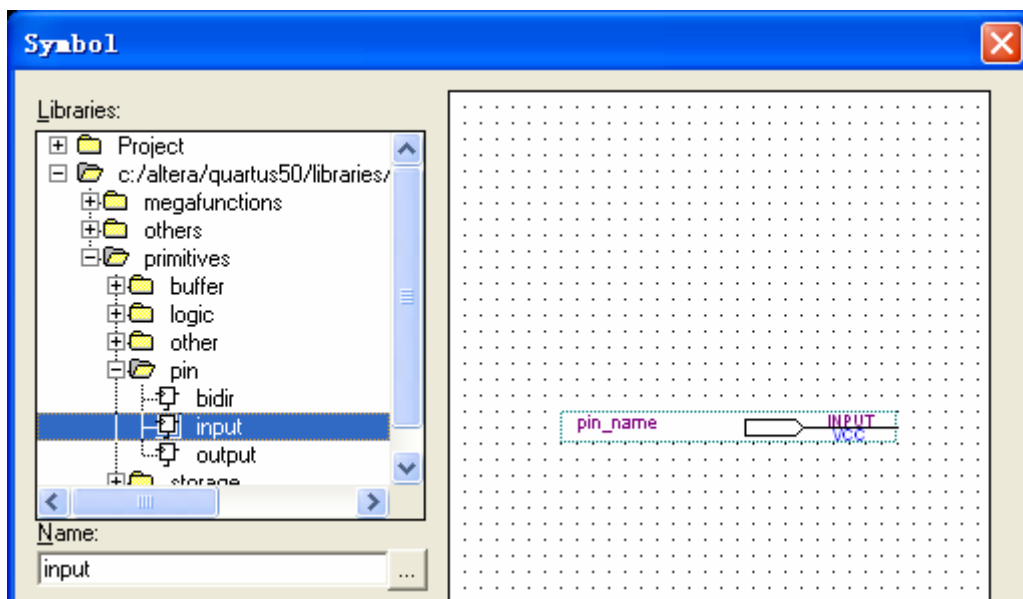 Symbol
Libraries:
Project
c:/altera/quartus50/libraries/
megafunctions
others
primitives
buffer
logic
other
pin
bidir
input
output
storage
Name:
input
...
pin_name
INPUT
VCC